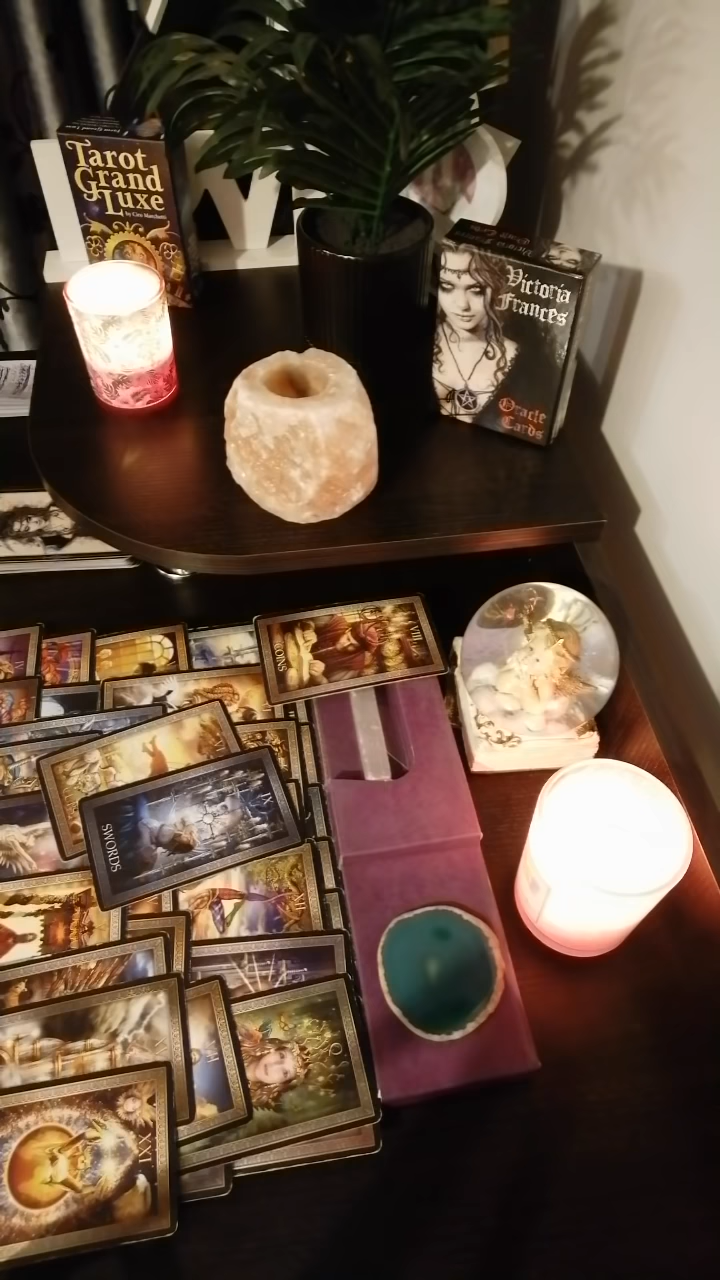 Tarot
Grand
Luxe
by Ciro Marchetti
Victoria
Frances
Oracle
Cards
COINS
VIII
IX
SWORDS
XXI